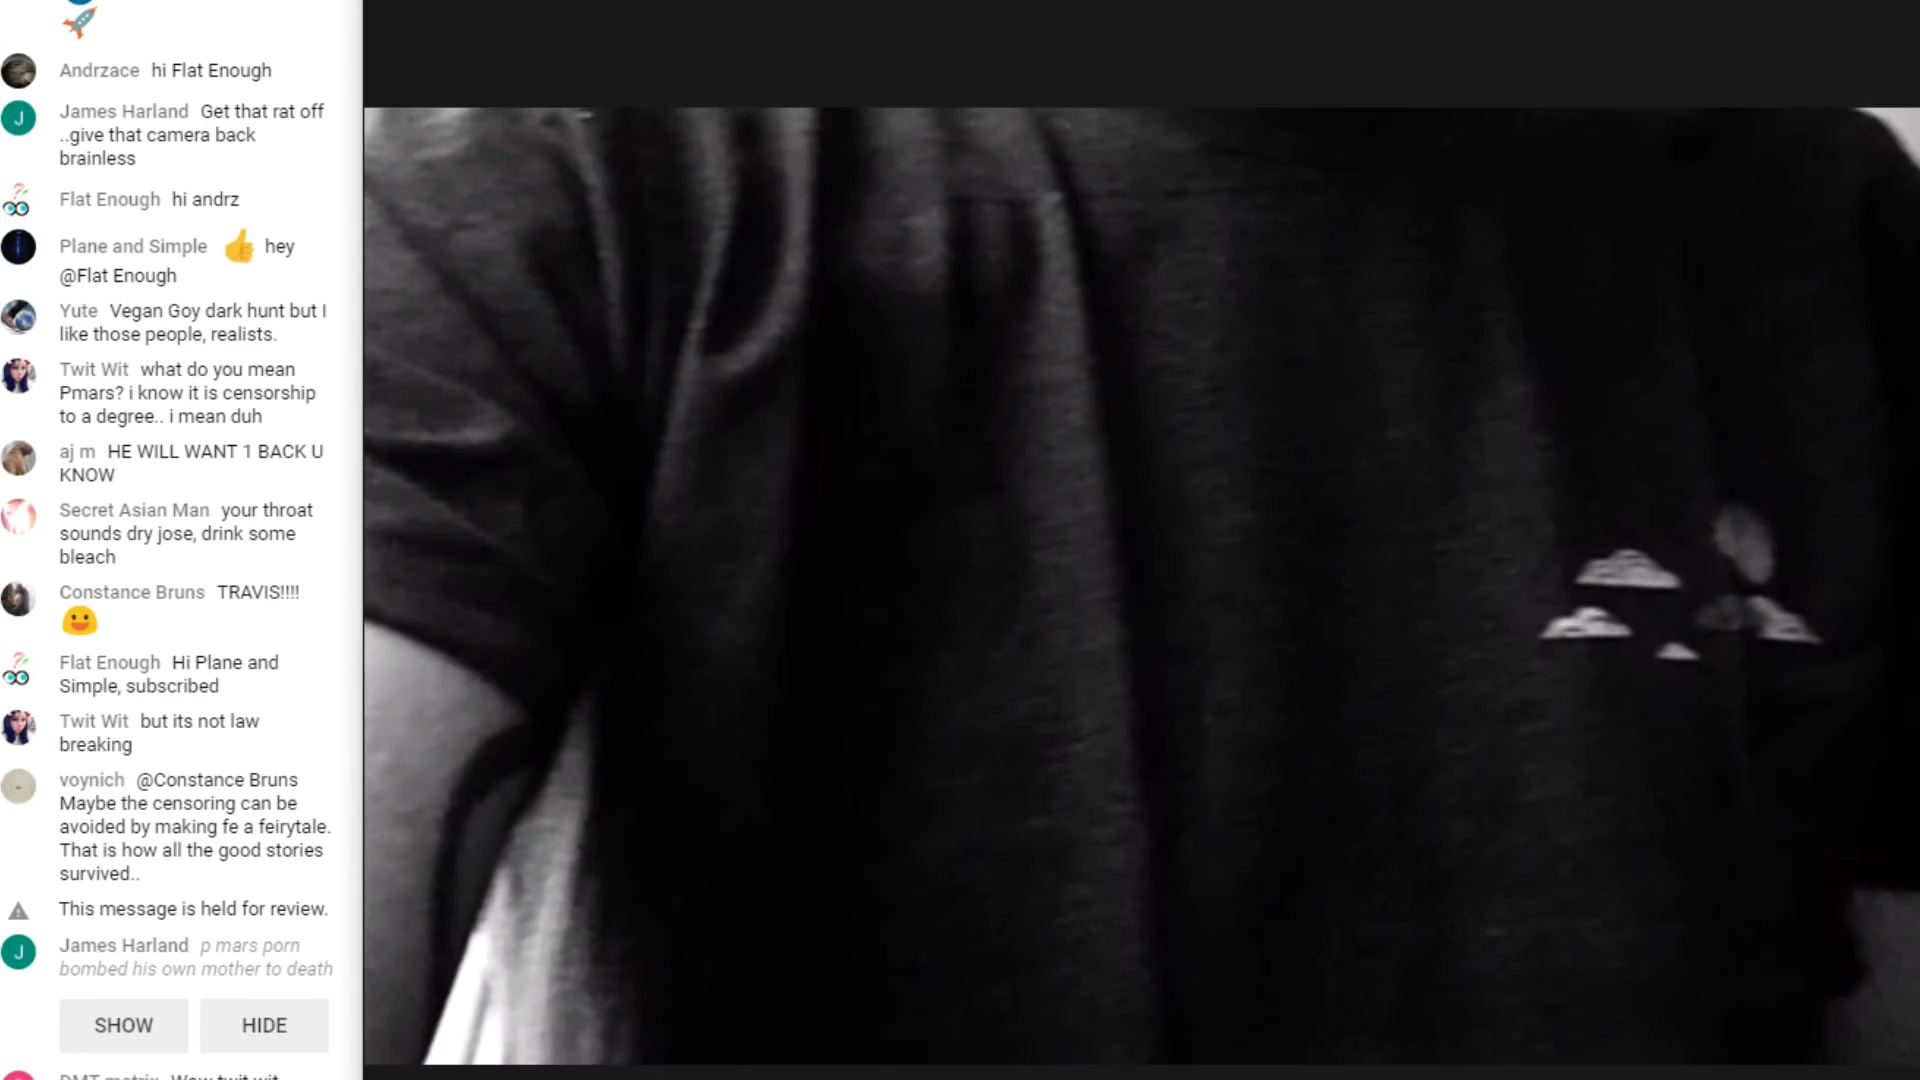 Andrzace hi Flat Enough
James Harland Get that rat off
..give that camera back
brainless
Flat Enough hi andrz
Plane and Simple 👍 hey
@Flat Enough
Yute Vegan Goy dark hunt but I
like those people, realists.
Twit Wit what do you mean
Pmars? i know it is censorship
to a degree.. i mean duh
aj m HE WILL WANT 1 BACK U
KNOW
Secret Asian Man your throat
sounds dry jose, drink some
bleach
Constance Bruns TRAVIS!!!!
Flat Enough Hi Plane and
Simple, subscribed
Twit Wit but its not law
breaking
voynich @Constance Bruns
Maybe the censoring can be
avoided by making fe a feirytale.
That is how all the good stories
survived..
This message is held for review.
J James Harland p mars porn
bombed his own mother to death
SHOW HIDE
DMT matrix Wow twit wit